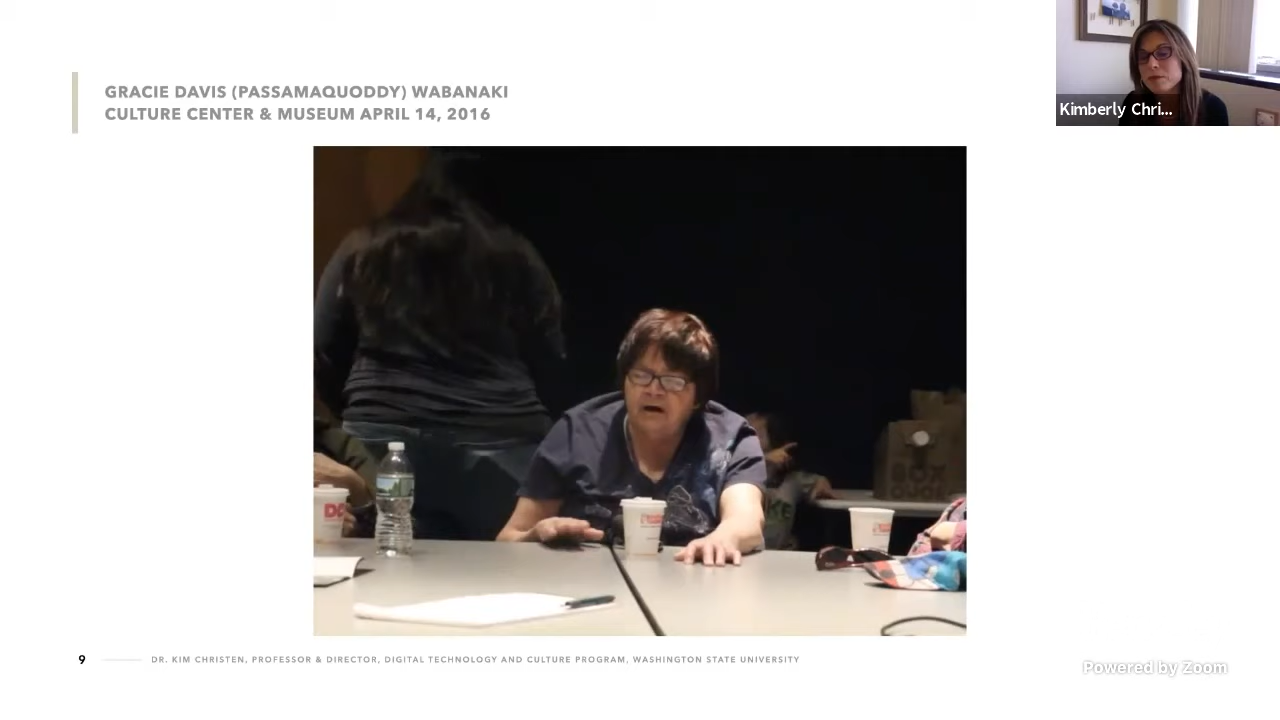 GRACIE DAVIS (PASSAMAQUODDY) WABANAKI
CULTURE CENTER & MUSEUM APRIL 14, 2016
Kimberly Chri...
9
DR. KIM CHRISTEN, PROFESSOR & DIRECTOR, DIGITAL TECHNOLOGY AND CULTURE PROGRAM, WASHINGTON STATE UNIVERSITY
Powered by Zoom